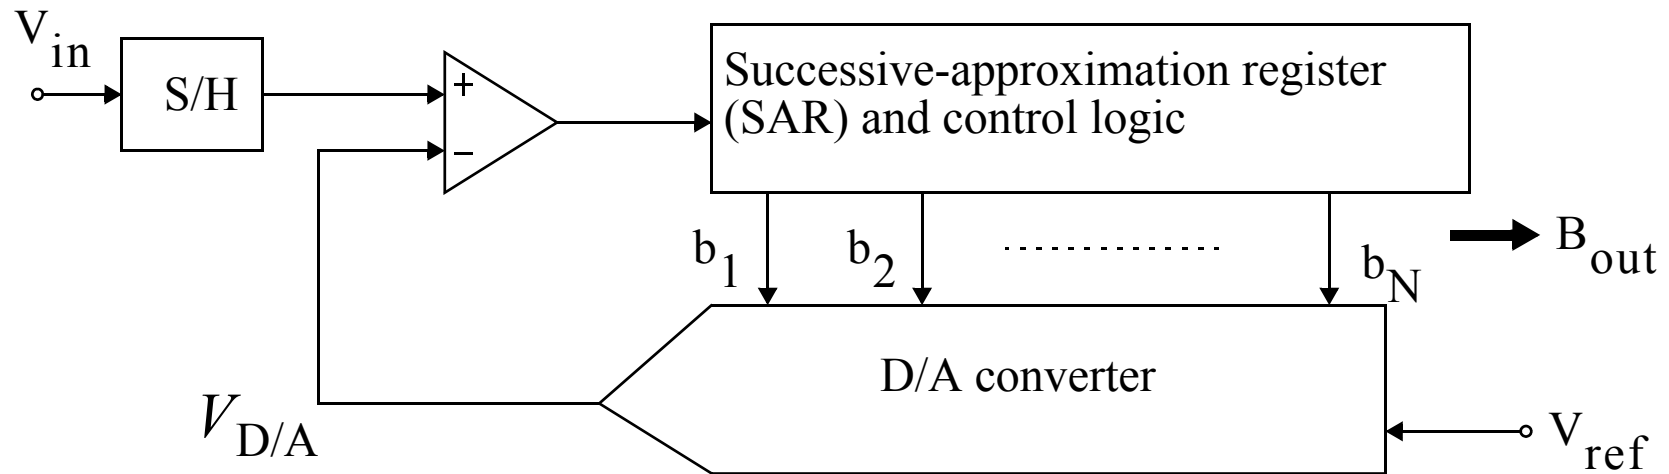 V_in
S/H
+
−
Successive-approximation register
(SAR) and control logic
b_1
b_2
b_N
B_out
D/A converter
V_D/A
V_ref